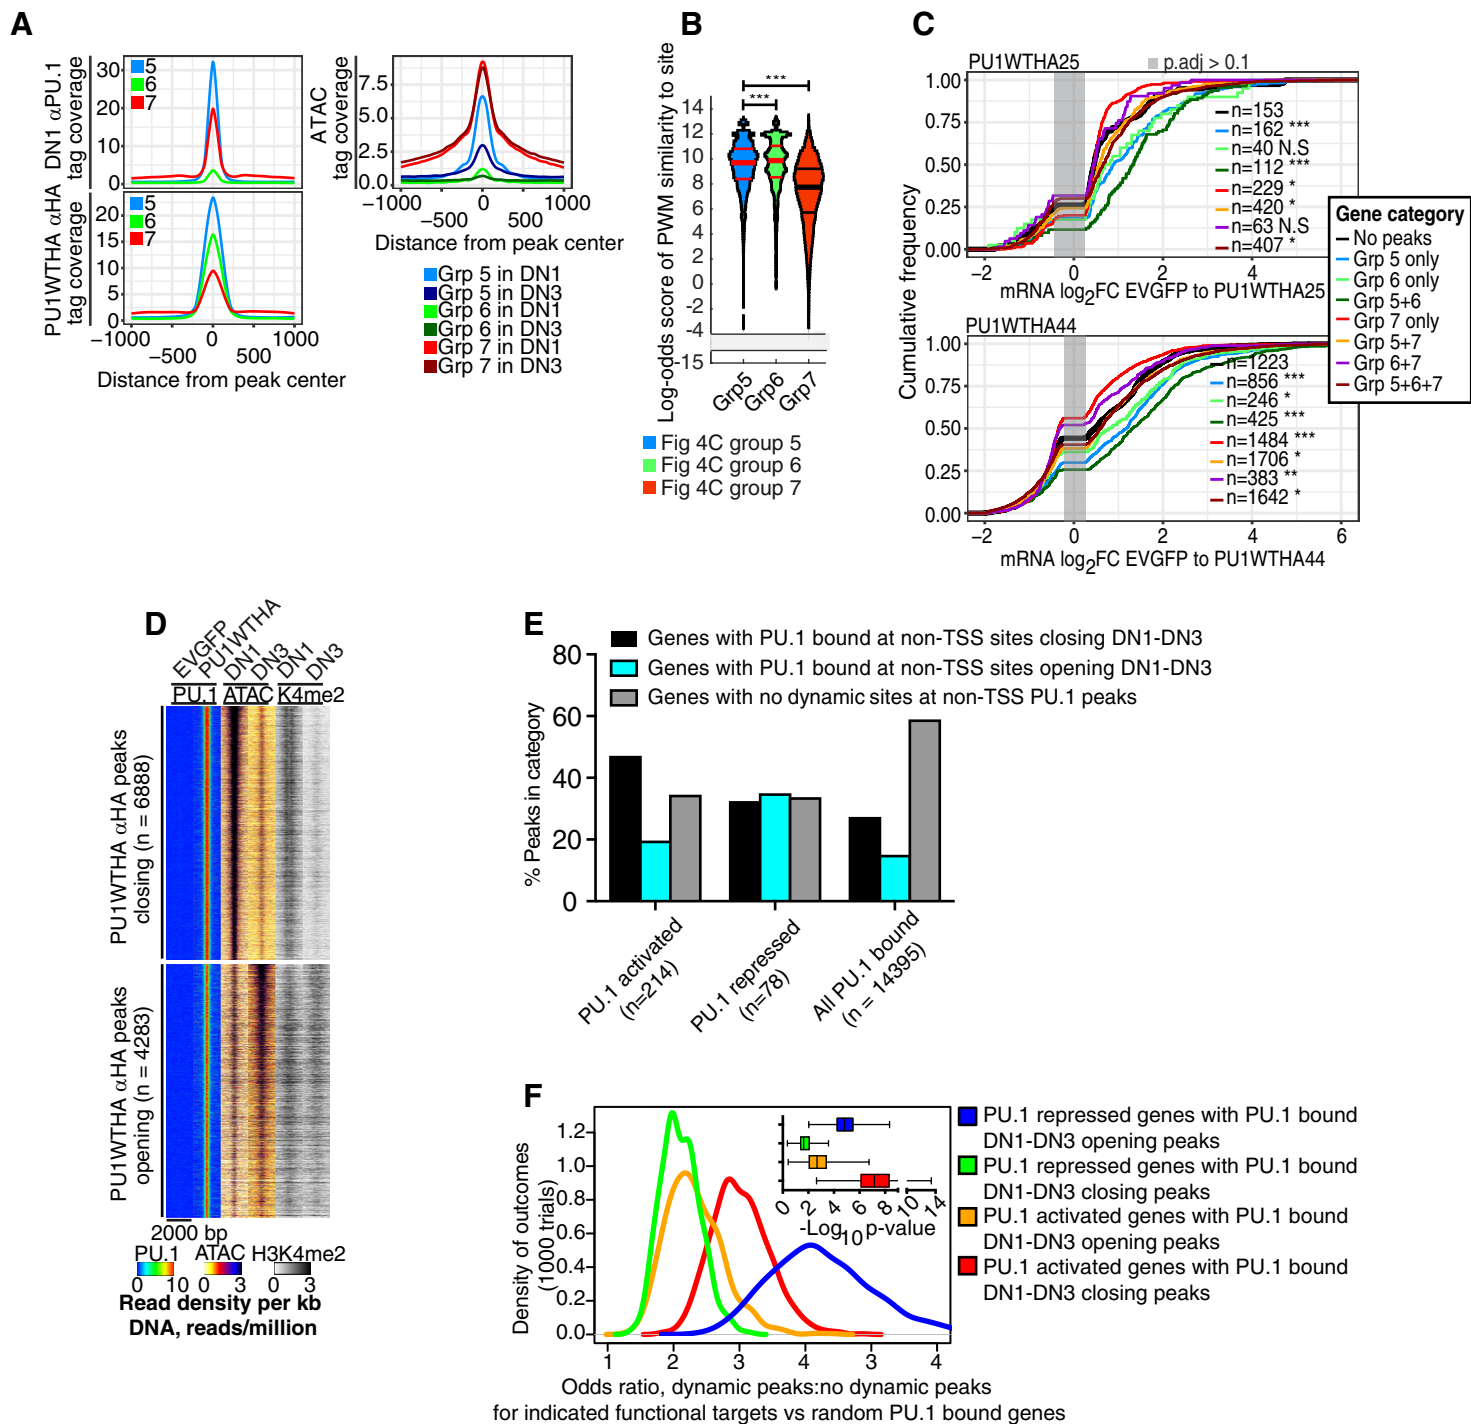 A
DN1 αPU.1
tag coverage
30
20
10
0
5
6
7
PU1WTHA αHA
tag coverage
20
15
10
5
0
5
6
7
-1000
-500
0
500
1000
Distance from peak center
ATAC
tag coverage
7.5
5.0
2.5
0.0
-1000
-500
0
500
1000
Distance from peak center
Grp 5 in DN1
Grp 5 in DN3
Grp 6 in DN1
Grp 6 in DN3
Grp 7 in DN1
Grp 7 in DN3
B
Log-odds score of PWM similarity to site
***
***
14
12
10
8
6
4
2
0
-2
-4
-15
Grp5
Grp6
Grp7
Fig 4C group 5
Fig 4C group 6
Fig 4C group 7
C
Cumulative frequency
PU1WTHA25
p.adj > 0.1
1.00
0.75
0.50
0.25
0.00
n=153
n=162 ***
n=40 N.S
n=112 ***
n=229 *
n=420 *
n=63 N.S
n=407 *
−2
0
2
4
mRNA log2FC EVGFP to PU1WTHA25
Gene category
No peaks
Grp 5 only
Grp 6 only
Grp 5+6
Grp 7 only
Grp 5+7
Grp 6+7
Grp 5+6+7
PU1WTHA44
1.00
0.75
0.50
0.25
0.00
n=1223
n=856 ***
n=246 *
n=425 ***
n=1484 ***
n=1706 *
n=383 **
n=1642 *
−2
0
2
4
6
mRNA log2FC EVGFP to PU1WTHA44
D
EVGFP
PU1WTHA
DN1
DN3
DN1
DN3
PU.1
ATAC
K4me2
PU1WTHA αHA peaks
closing (n = 6888)
PU1WTHA αHA peaks
opening (n = 4283)
2000 bp
PU.1
ATAC
H3K4me2
0 10
0 3
0 3
Read density per kb
DNA, reads/million
E
Genes with PU.1 bound at non-TSS sites closing DN1-DN3
Genes with PU.1 bound at non-TSS sites opening DN1-DN3
Genes with no dynamic sites at non-TSS PU.1 peaks
% Peaks in category
80
60
40
20
0
PU.1 activated
(n=214)
PU.1 repressed
(n=78)
All PU.1 bound
(n= 14395)
F
Density of outcomes
(1000 trials)
1.2
1.0
0.8
0.6
0.4
0.2
0.0
0 2 4 6 8 10 14
-Log10 p-value
1
2
3
4
3
4
Odds ratio, dynamic peaks:no dynamic peaks
for indicated functional targets vs random PU.1 bound genes
PU.1 repressed genes with PU.1 bound
DN1-DN3 opening peaks
PU.1 repressed genes with PU.1 bound
DN1-DN3 closing peaks
PU.1 activated genes with PU.1 bound
DN1-DN3 opening peaks
PU.1 activated genes with PU.1 bound
DN1-DN3 closing peaks